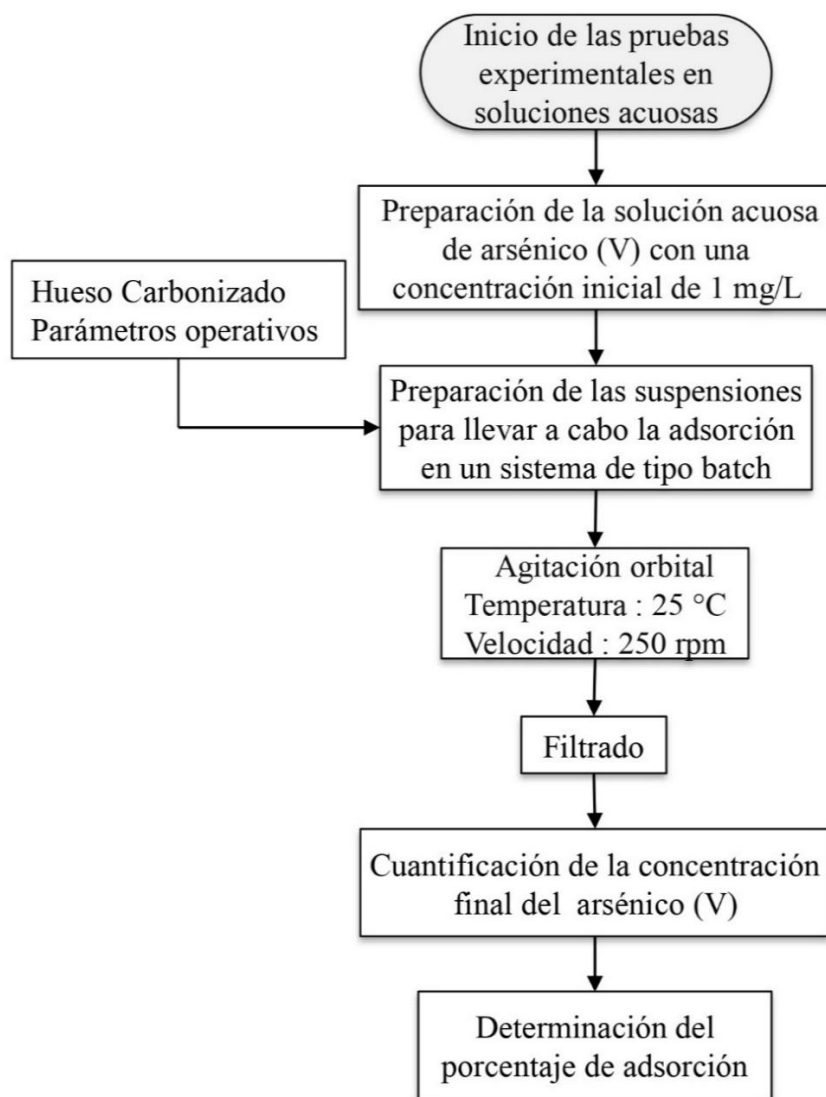 Inicio de las pruebas
experimentales en
soluciones acuosas
Preparación de la solución acuosa
de arsénico (V) con una
concentración inicial de 1 mg/L
Hueso Carbonizado
Parámetros operativos
Preparación de las suspensiones
para llevar a cabo la adsorción
en un sistema de tipo batch
Agitación orbital
Temperatura : 25 °C
Velocidad : 250 rpm
Filtrado
Cuantificación de la concentración
final del arsénico (V)
Determinación del
porcentaje de adsorción